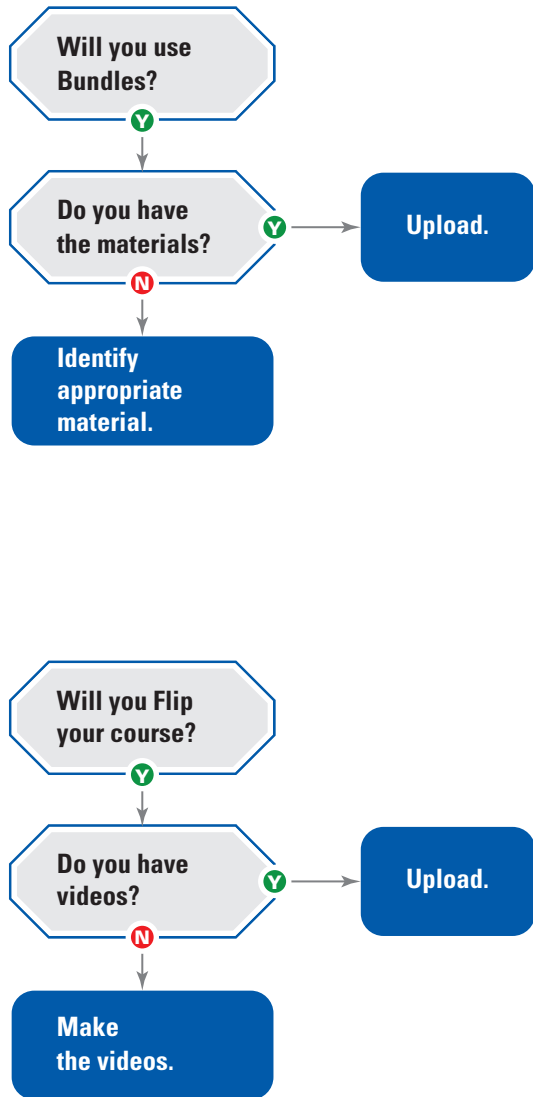 Will you use
Bundles?
Y
Do you have
the materials?
Y
Upload.
N
Identify
appropriate
material.
Will you Flip
your course?
Y
Do you have
videos?
Y
Upload.
N
Make
the videos.